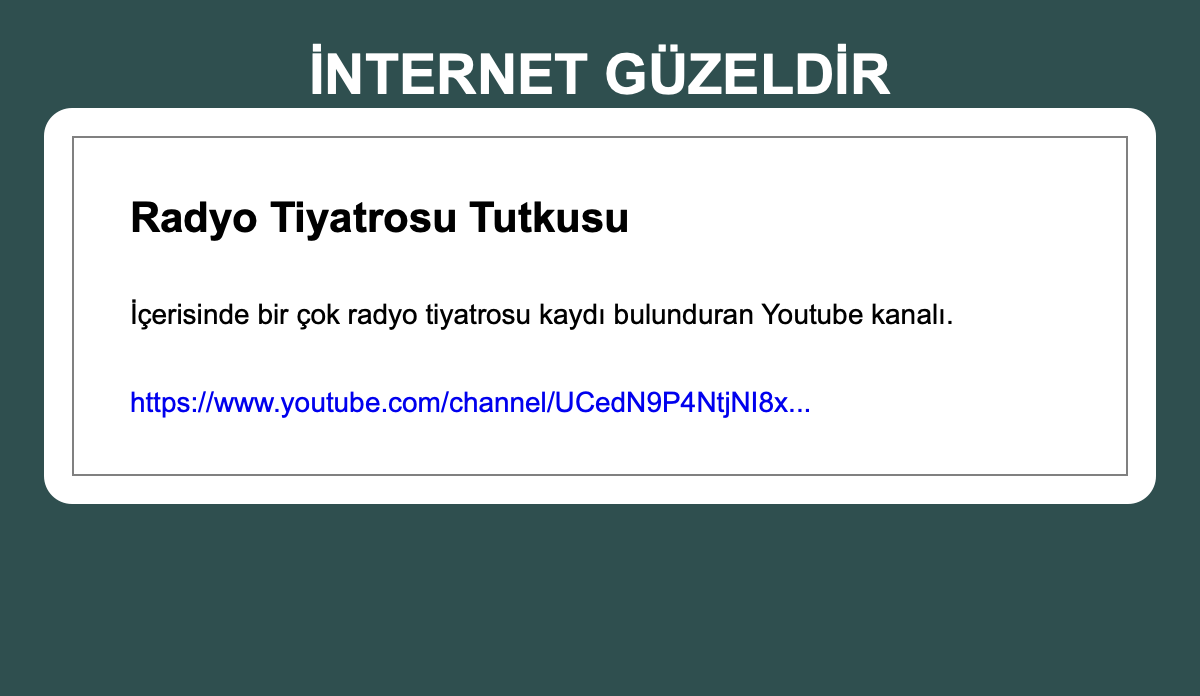 İNTERNET GÜZELDİR
Radyo Tiyatrosu Tutkusu
İçerisinde bir çok radyo tiyatrosu kaydı bulunduran Youtube kanalı.
https://www.youtube.com/channel/UCedN9P4NtjNI8x...